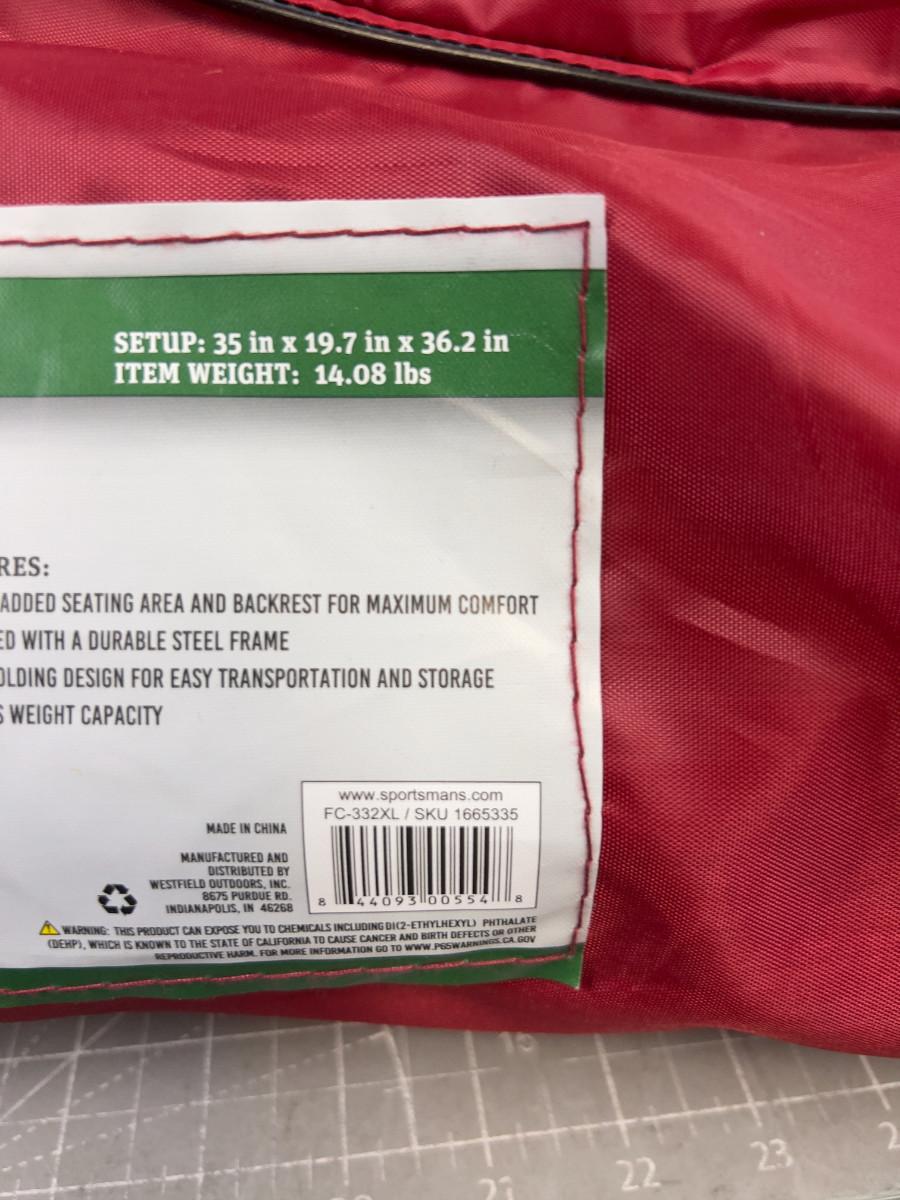 SETUP: 35 in x 19.7 in x 36.2 in
ITEM WEIGHT: 14.08 lbs
RES:
ADDED SEATING AREA AND BACKREST FOR MAXIMUM COMFORT
ED WITH A DURABLE STEEL FRAME
OLDING DESIGN FOR EASY TRANSPORTATION AND STORAGE
S WEIGHT CAPACITY
www.sportsmans.com
FC-332XL / SKU 1665335
8 44093 00554 8
MADE IN CHINA
MANUFACTURED AND
DISTRIBUTED BY
WESTFIELD OUTDOORS, INC.
8675 PURDUE RD.
INDIANAPOLIS, IN 46268
WARNING: THIS PRODUCT CAN EXPOSE YOU TO CHEMICALS INCLUDING DI(2-ETHYLHEXYL) PHTHALATE
(DEHP), WHICH IS KNOWN TO THE STATE OF CALIFORNIA TO CAUSE CANCER AND BIRTH DEFECTS OR OTHER
REPRODUCTIVE HARM. FOR MORE INFORMATION GO TO WWW.P65WARNINGS.CA.GOV
21 22 23